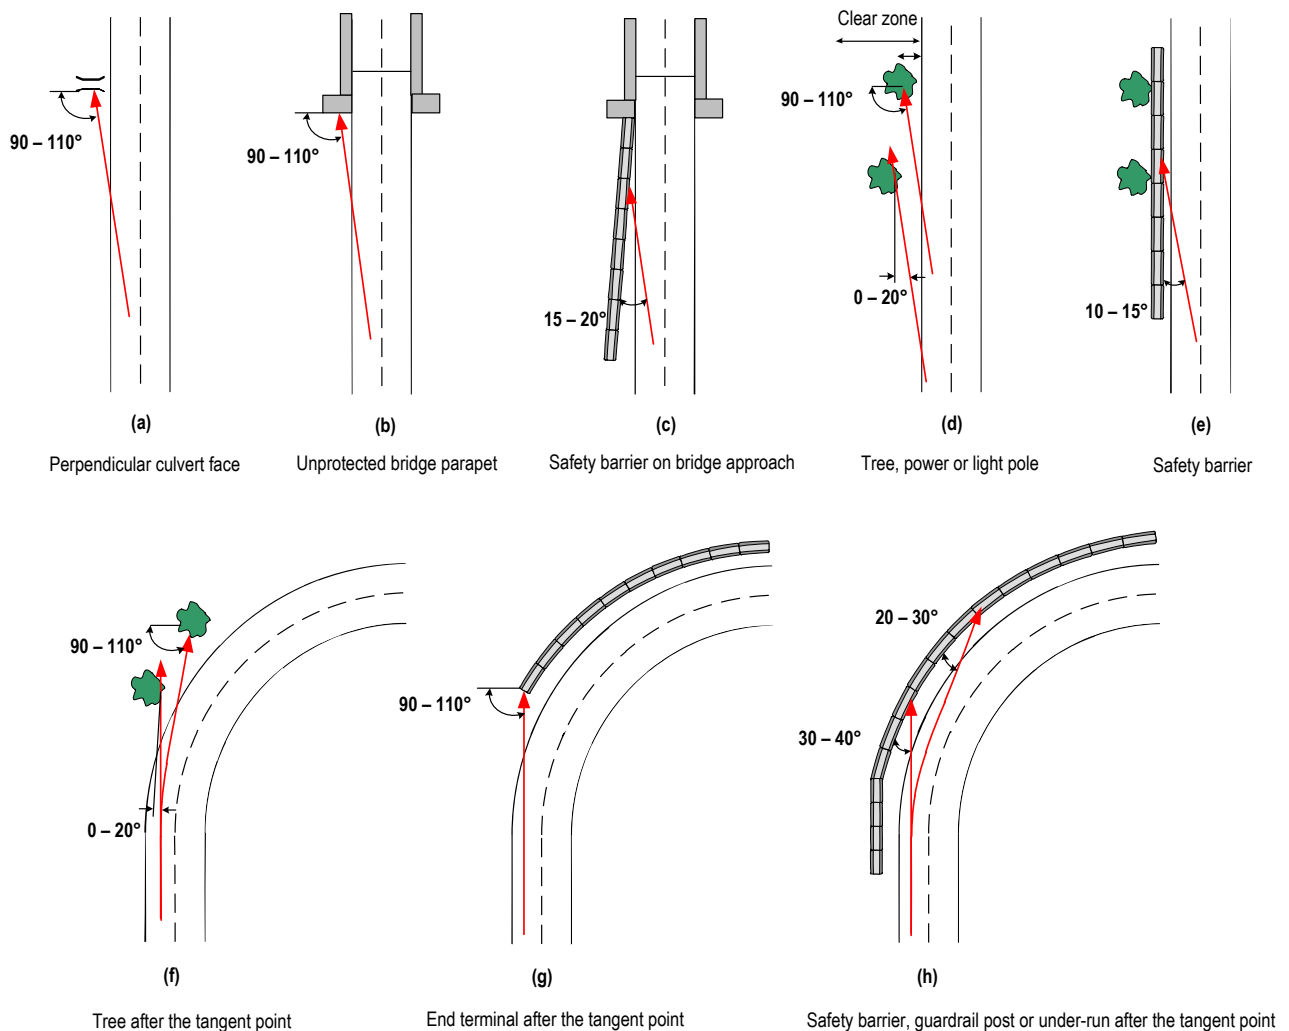 Clear zone
90 – 110°
90 – 110°
90 – 110°
15 – 20°
0 – 20°
10 – 15°
(a)
(b)
(c)
(d)
(e)
Perpendicular culvert face
Unprotected bridge parapet
Safety barrier on bridge approach
Tree, power or light pole
Safety barrier
90 – 110°
0 – 20°
90 – 110°
20 – 30°
30 – 40°
(f)
(g)
(h)
Tree after the tangent point
End terminal after the tangent point
Safety barrier, guardrail post or under-run after the tangent point